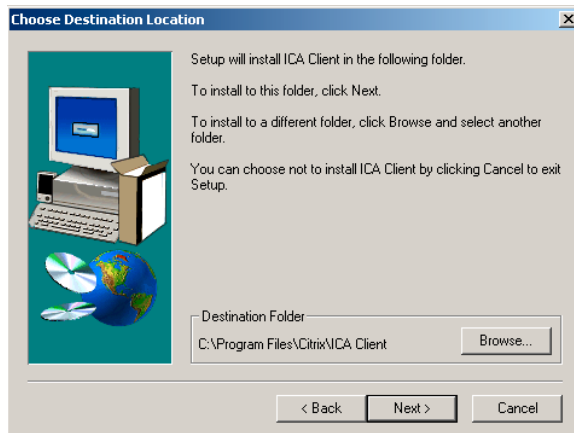 Choose Destination Location
Setup will install ICA Client in the following folder.
To install to this folder, click Next.
To install to a different folder, click Browse and select another
folder.
You can choose not to install ICA Client by clicking Cancel to exit
Setup.
Destination Folder
C:\Program Files\Citrix\ICA Client
Browse...
< Back
Next >
Cancel